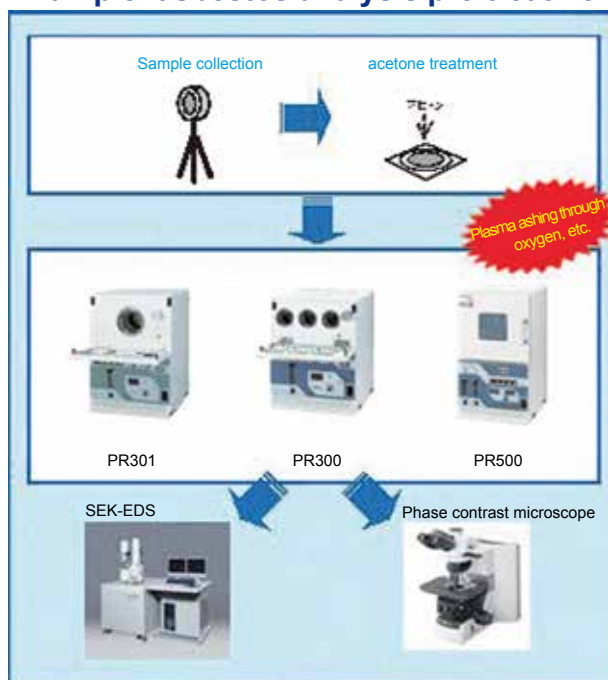 Sample collection
acetone treatment
アセトン
Plasma ashing through
oxygen, etc.
PR301
PR300
PR500
SEK-EDS
Phase contrast microscope